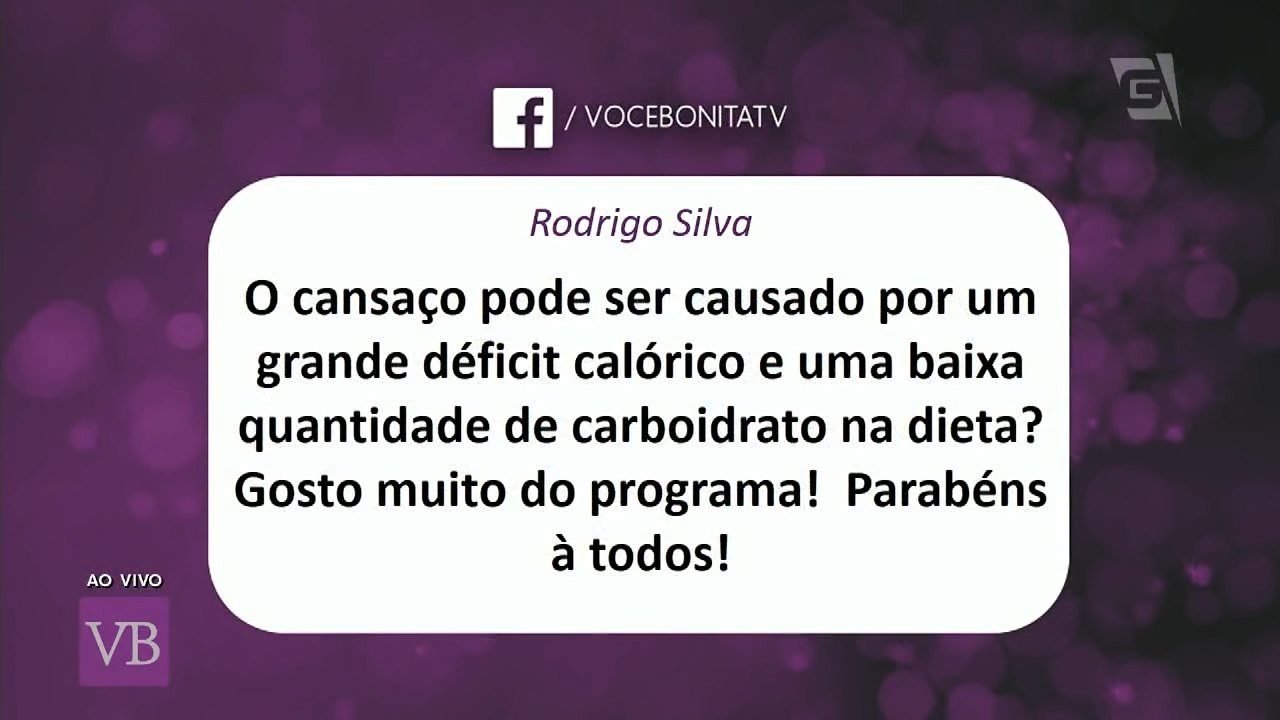 f / VOCEBONITATV
Rodrigo Silva
O cansaço pode ser causado por um
grande déficit calórico e uma baixa
quantidade de carboidrato na dieta?
Gosto muito do programa!  Parabéns
à todos!
AO VIVO
VB